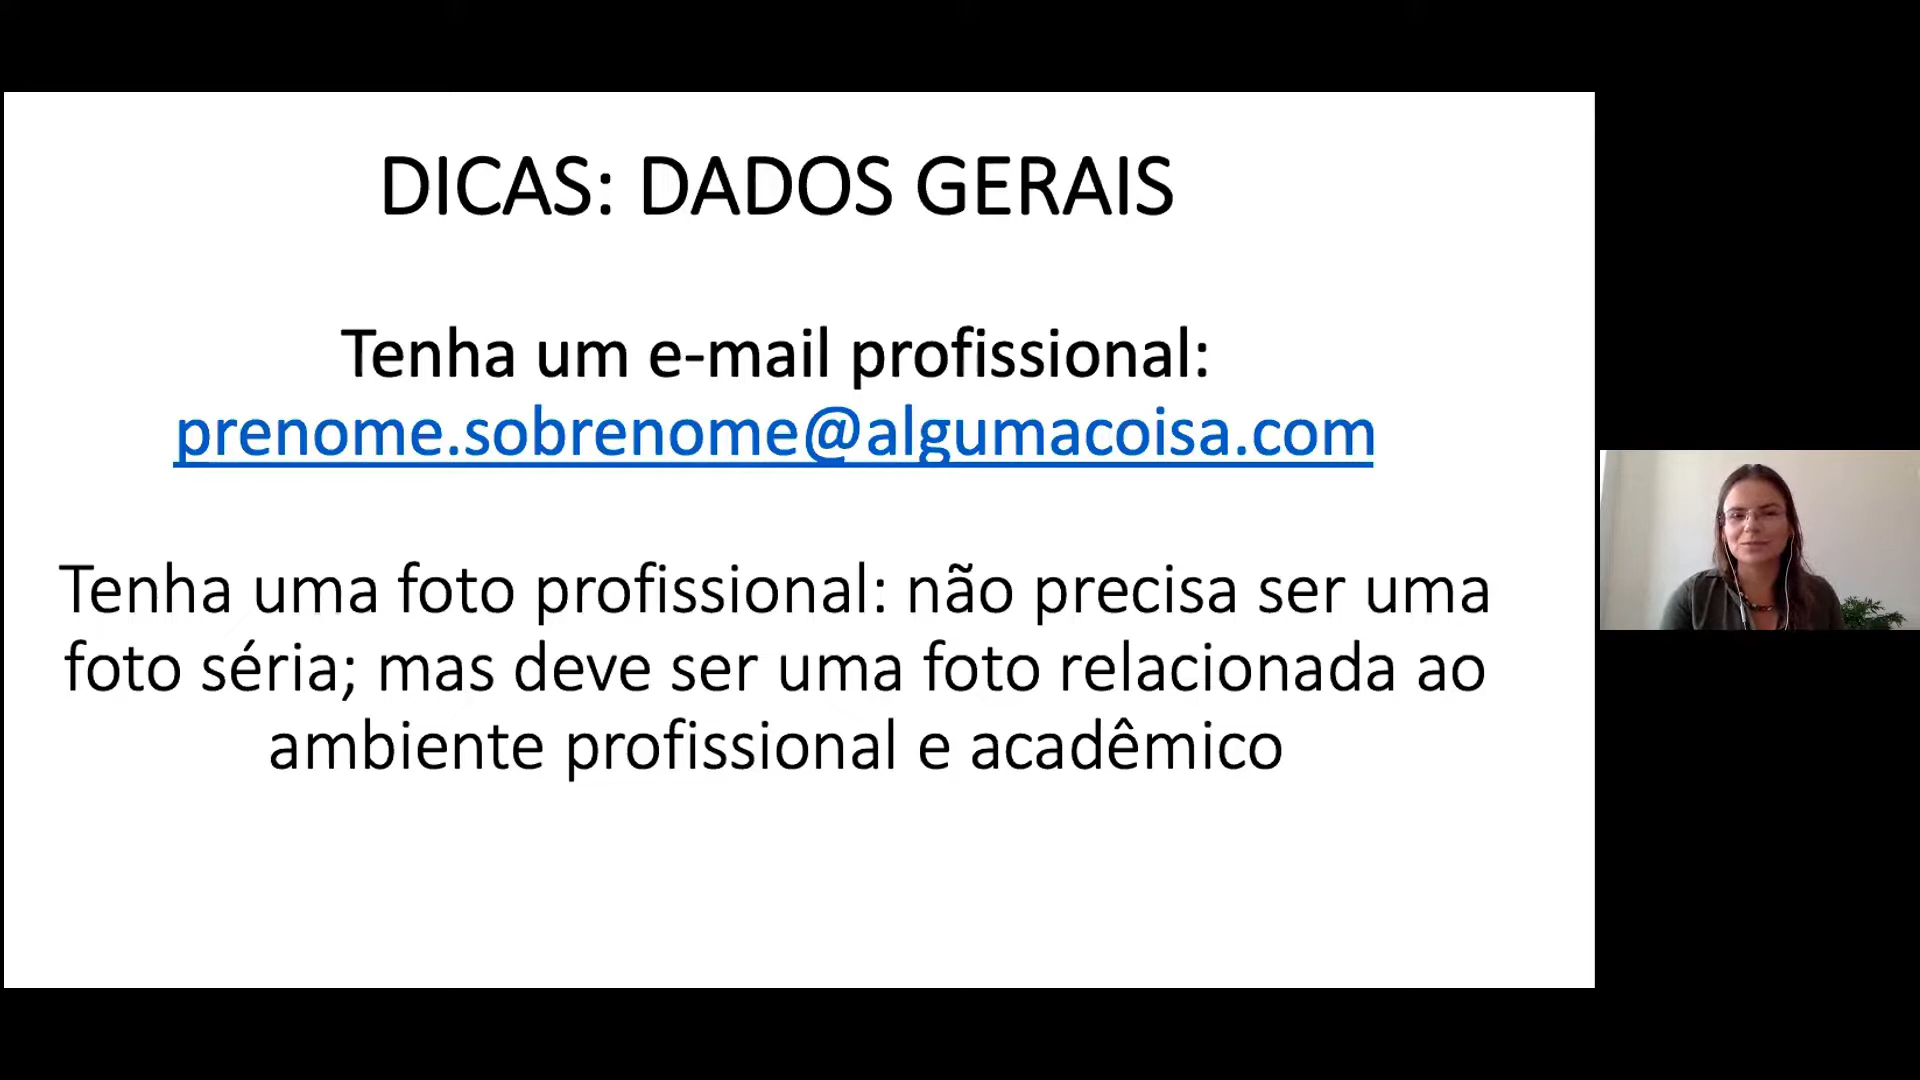 DICAS: DADOS GERAIS
Tenha um e-mail profissional:
prenome.sobrenome@algumacoisa.com
Tenha uma foto profissional: não precisa ser uma
foto séria; mas deve ser uma foto relacionada ao
ambiente profissional e acadêmico